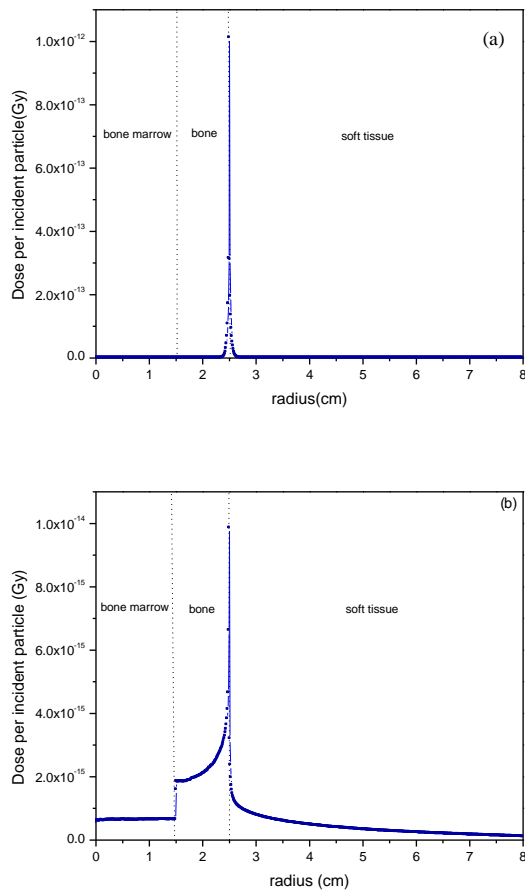 (a)
1.0x10-12
8.0x10-13
6.0x10-13
4.0x10-13
2.0x10-13
0.0
Dose per incident particle(Gy)
bone marrow
bone
soft tissue
0 1 2 3 4 5 6 7 8
radius(cm)
(b)
1.0x10-14
8.0x10-15
6.0x10-15
4.0x10-15
2.0x10-15
0.0
Dose per incident particle (Gy)
bone marrow
bone
soft tissue
0 1 2 3 4 5 6 7 8
radius (cm)